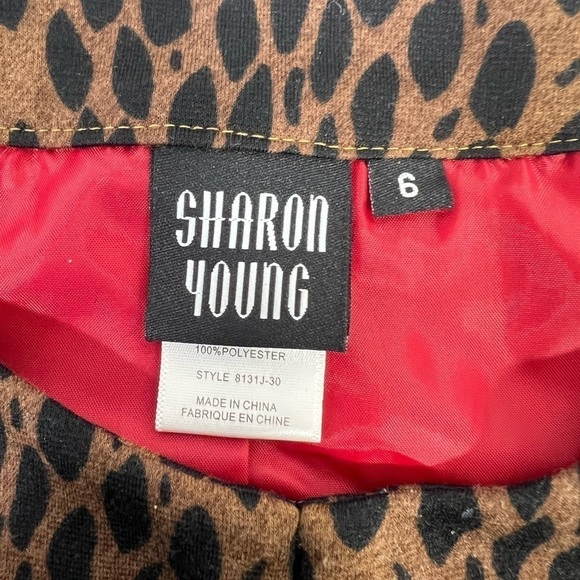 SHARON
YOUNG
6
100%POLYESTER
STYLE 8131J-30
MADE IN CHINA
FABRIQUE EN CHINE